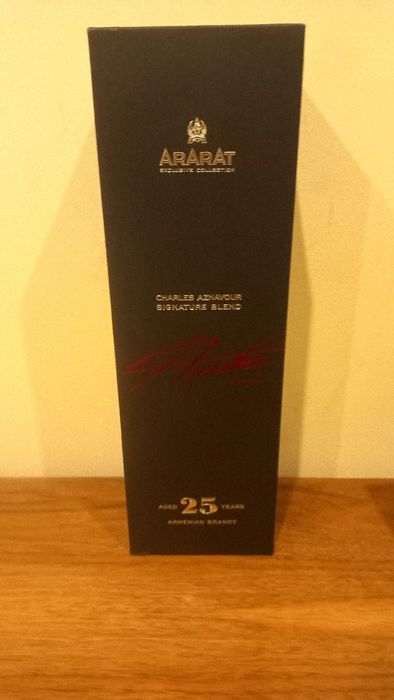 ARARAT
EXCLUSIVE COLLECTION
CHARLES AZNAVOUR
SIGNATURE BLEND
AGED 25 YEARS
ARMENIAN BRANDY